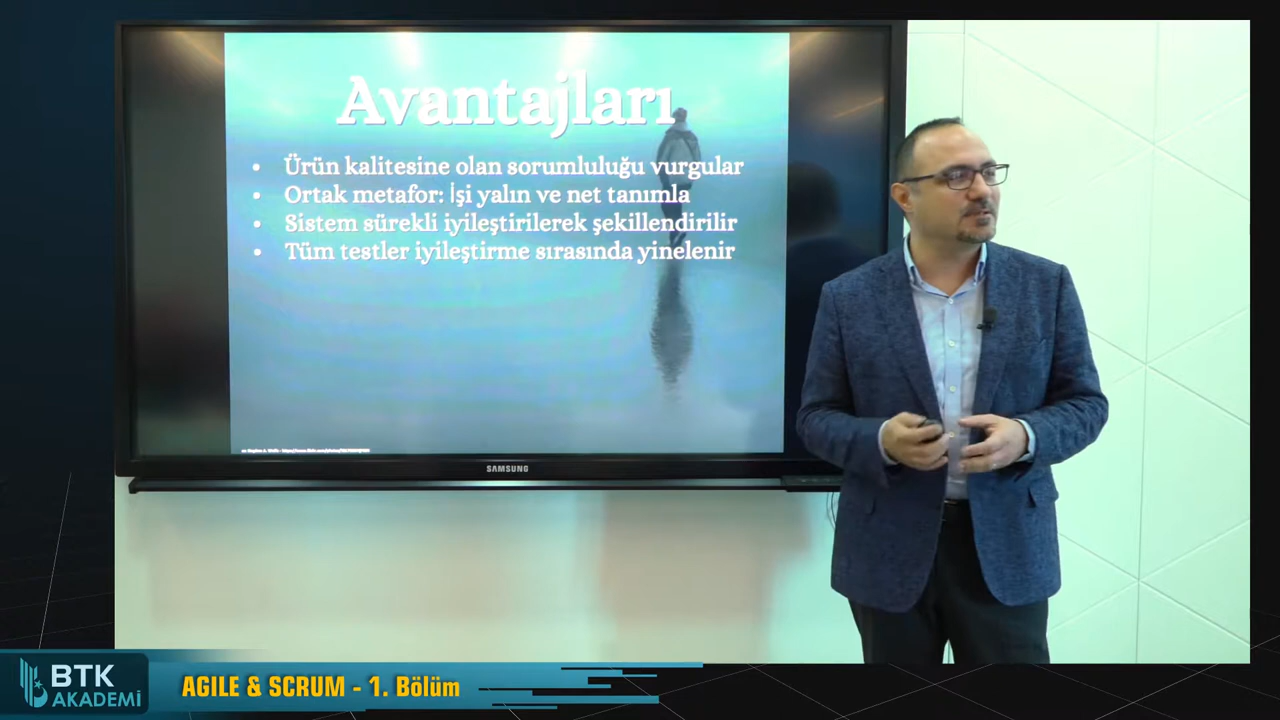 Avantajları
• Ürün kalitesine olan sorumluluğu vurgular
• Ortak metafor: İşi yalın ve net tanımla
• Sistem sürekli iyileştirilerek şekillendirilir
• Tüm testler iyileştirme sırasında yinelenir
SAMSUNG
BTK
AKADEMİ
AGILE & SCRUM - 1. Bölüm